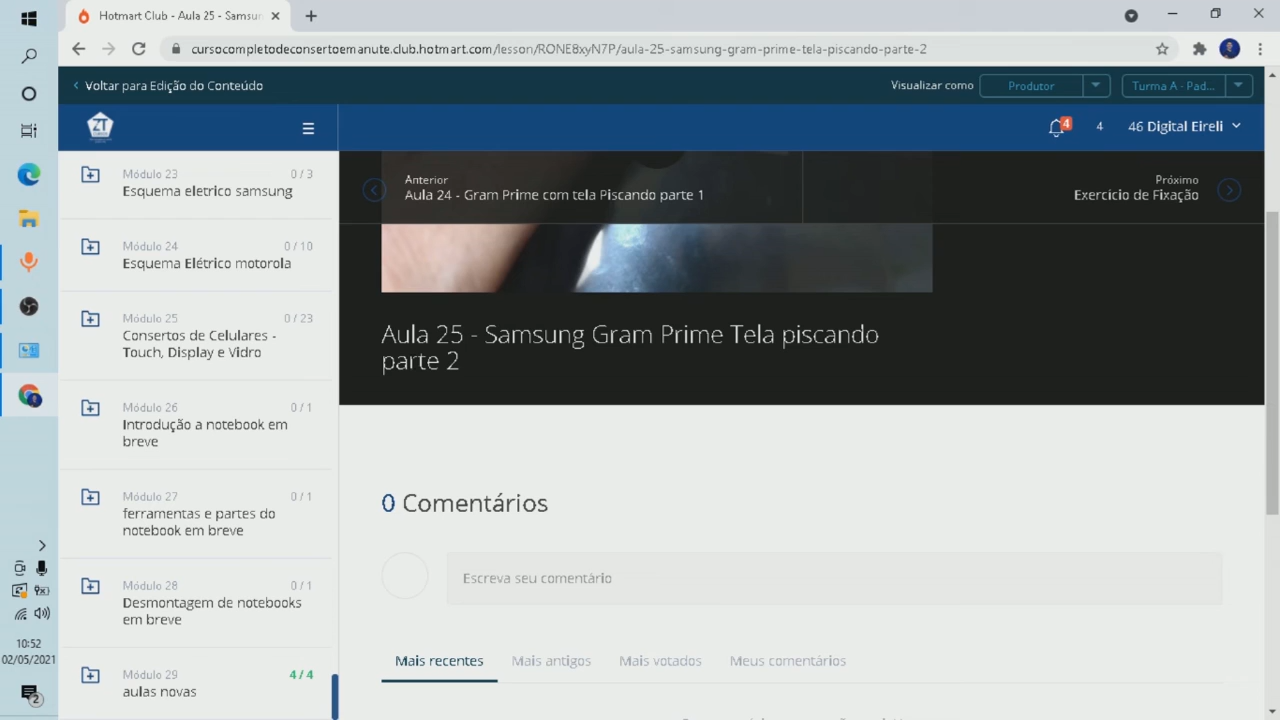 Hotmart Club - Aula 25 - Samsun
cursocompletodeconsertoemanute.club.hotmart.com/lesson/RONE8xyN7P/aula-25-samsung-gram-prime-tela-piscando-parte-2
Voltar para Edição do Conteúdo
Visualizar como
Produtor
Turma A - Pad...
ZT
4
4
46 Digital Eireli
Módulo 23
0 / 3
Esquema eletrico samsung
Módulo 24
0 / 10
Esquema Elétrico motorola
Módulo 25
0 / 23
Consertos de Celulares -
Touch, Display e Vidro
Módulo 26
0 / 1
Introdução a notebook em
breve
Módulo 27
0 / 1
ferramentas e partes do
notebook em breve
Módulo 28
0 / 1
Desmontagem de notebooks
em breve
Módulo 29
4 / 4
aulas novas
Anterior
Aula 24 - Gram Prime com tela Piscando parte 1
Próximo
Exercício de Fixação
Aula 25 - Samsung Gram Prime Tela piscando
parte 2
0 Comentários
Escreva seu comentário
Mais recentes
Mais antigos
Mais votados
Meus comentários
10:52
02/05/2021
2